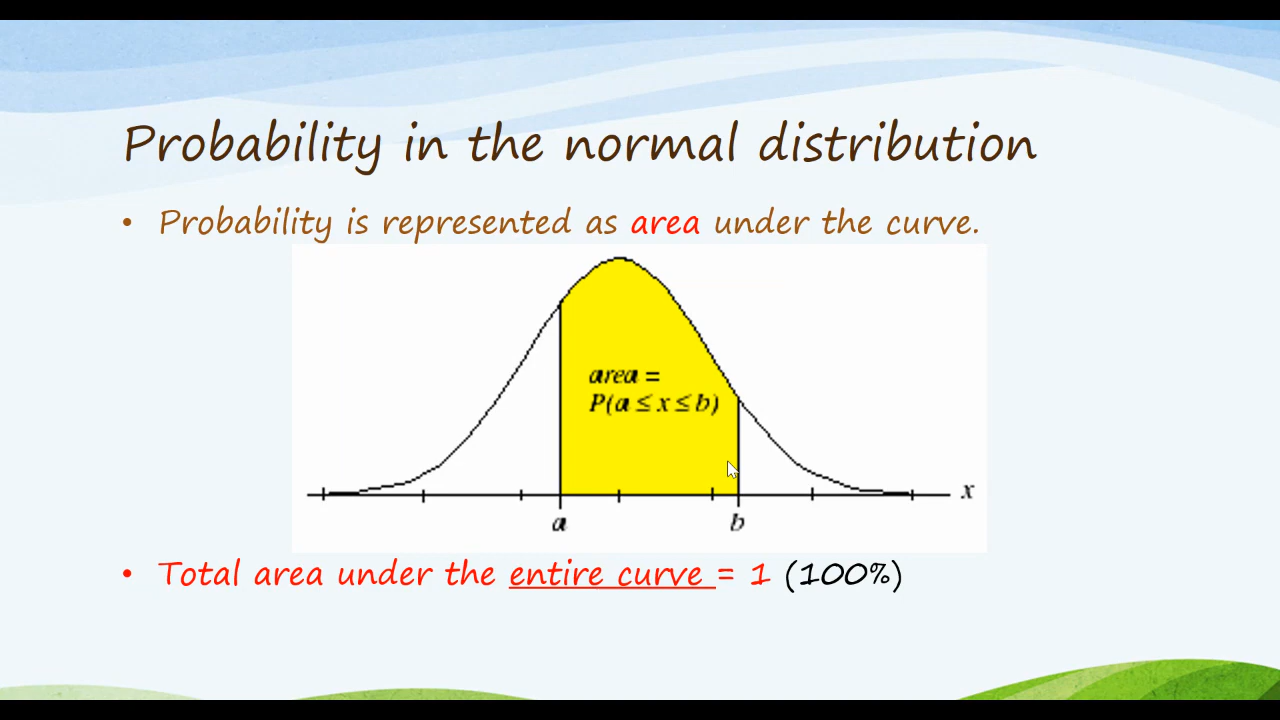 Probability in the normal distribution
• Probability is represented as area under the curve.
area =
P(a ≤ x ≤ b)
x
a b
• Total area under the entire curve = 1 (100%)